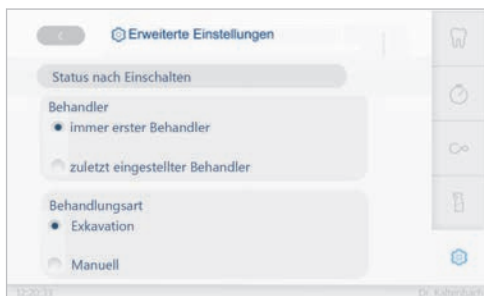 Erweiterte Einstellungen
Status nach Einschalten
Behandler
immer erster Behandler
zuletzt eingestellter Behandler
Behandlungsart
Exkavation
Manuell
12:20:33
Dr. Kaltenbach